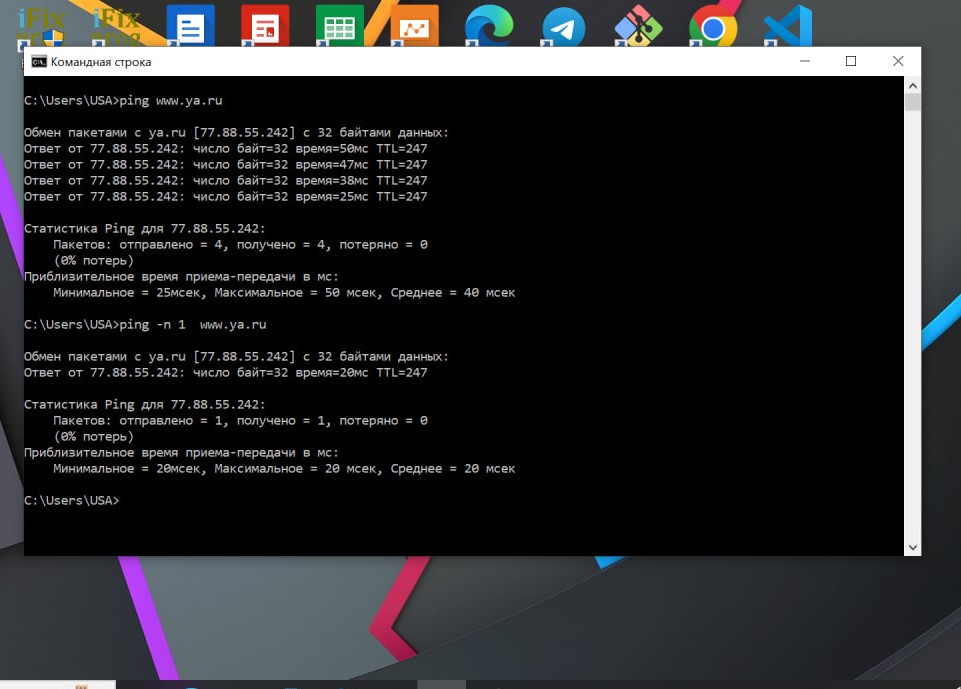 iFix iFix
Pr Prog
Командная строка
C:\Users\USA>ping www.ya.ru
Обмен пакетами с ya.ru [77.88.55.242] с 32 байтами данных:
Ответ от 77.88.55.242: число байт=32 время=50мс TTL=247
Ответ от 77.88.55.242: число байт=32 время=47мс TTL=247
Ответ от 77.88.55.242: число байт=32 время=38мс TTL=247
Ответ от 77.88.55.242: число байт=32 время=25мс TTL=247
Статистика Ping для 77.88.55.242:
Пакетов: отправлено = 4, получено = 4, потеряно = 0
(0% потерь)
Приблизительное время приема-передачи в мс:
Минимальное = 25мсек, Максимальное = 50 мсек, Среднее = 40 мсек
C:\Users\USA>ping -n 1  www.ya.ru
Обмен пакетами с ya.ru [77.88.55.242] с 32 байтами данных:
Ответ от 77.88.55.242: число байт=32 время=20мс TTL=247
Статистика Ping для 77.88.55.242:
Пакетов: отправлено = 1, получено = 1, потеряно = 0
(0% потерь)
Приблизительное время приема-передачи в мс:
Минимальное = 20мсек, Максимальное = 20 мсек, Среднее = 20 мсек
C:\Users\USA>